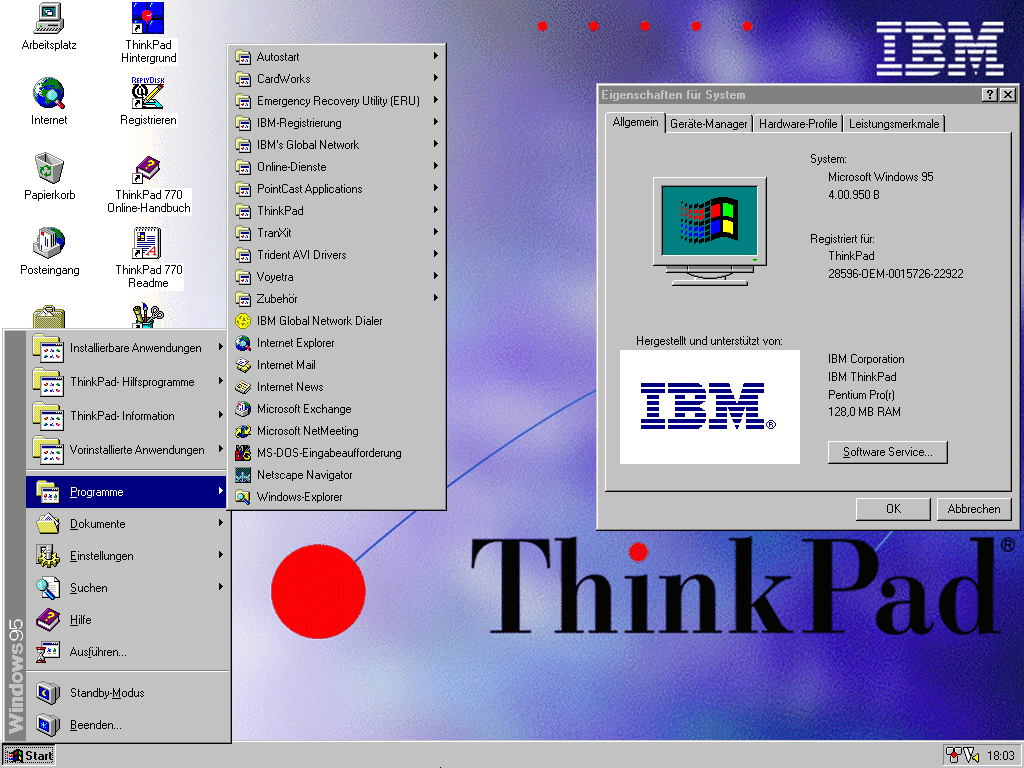 Arbeitsplatz
ThinkPad
Hintergrund
Internet
REPLYDISK
Registrieren
Papierkorb
ThinkPad 770
Online-Handbuch
Posteingang
ThinkPad 770
Readme
Autostart
CardWorks
Emergency Recovery Utility (ERU)
IBM-Registrierung
IBM's Global Network
Online-Dienste
PointCast Applications
ThinkPad
TranXit
Trident AVI Drivers
Voyetra
Zubehör
IBM Global Network Dialer
Internet Explorer
Internet Mail
Internet News
Microsoft Exchange
Microsoft NetMeeting
MS-DOS-Eingabeaufforderung
Netscape Navigator
Windows-Explorer
Installierbare Anwendungen
ThinkPad- Hilfsprogramme
ThinkPad- Information
Vorinstallierte Anwendungen
Programme
Dokumente
Einstellungen
Suchen
Hilfe
Ausführen...
Standby-Modus
Beenden...
Windows95
IBM
Eigenschaften für System
Allgemein
Geräte-Manager
Hardware-Profile
Leistungsmerkmale
System:
Microsoft Windows 95
4.00.950 B
Registriert für:
ThinkPad
28596-OEM-0015726-22922
Hergestellt und unterstützt von:
IBM®
IBM Corporation
IBM ThinkPad
Pentium Pro(r)
128,0 MB RAM
Software Service...
OK
Abbrechen
ThinkPad®
Start
18:03